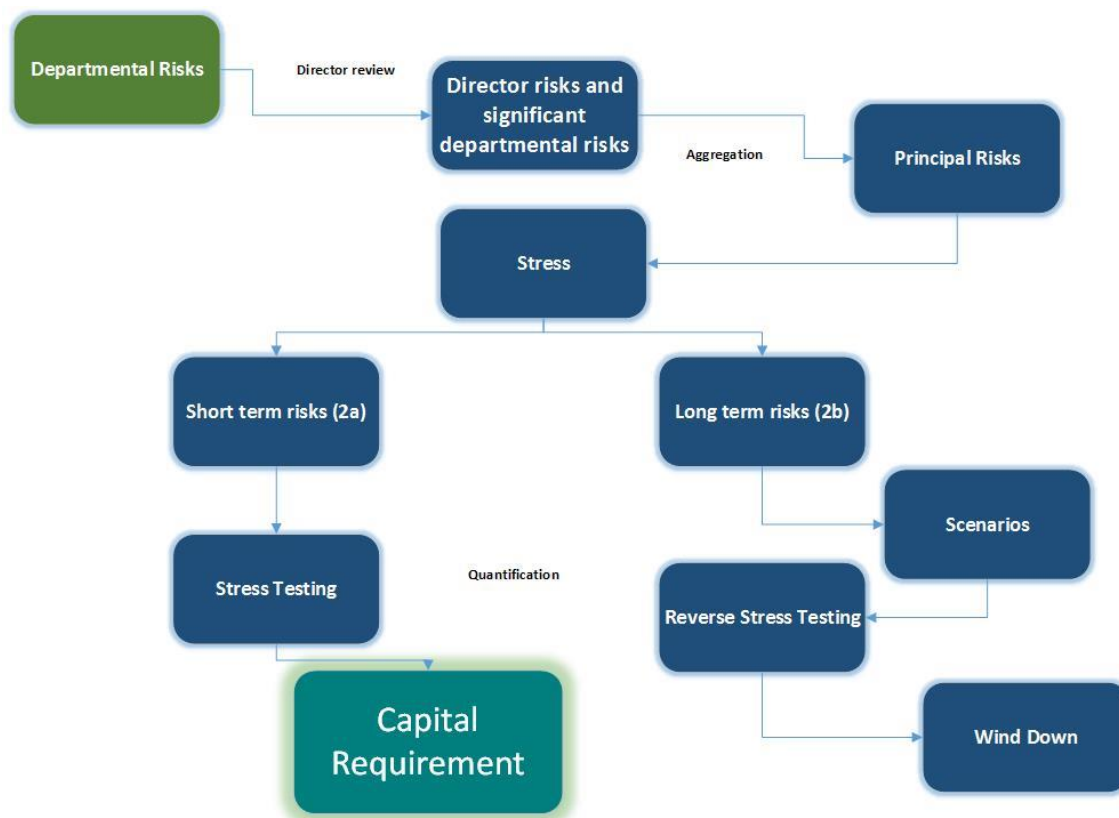 Departmental Risks
Director review
Director risks and
significant
departmental risks
Aggregation
Principal Risks
Stress
Short term risks (2a)
Long term risks (2b)
Scenarios
Stress Testing
Quantification
Reverse Stress Testing
Capital
Requirement
Wind Down